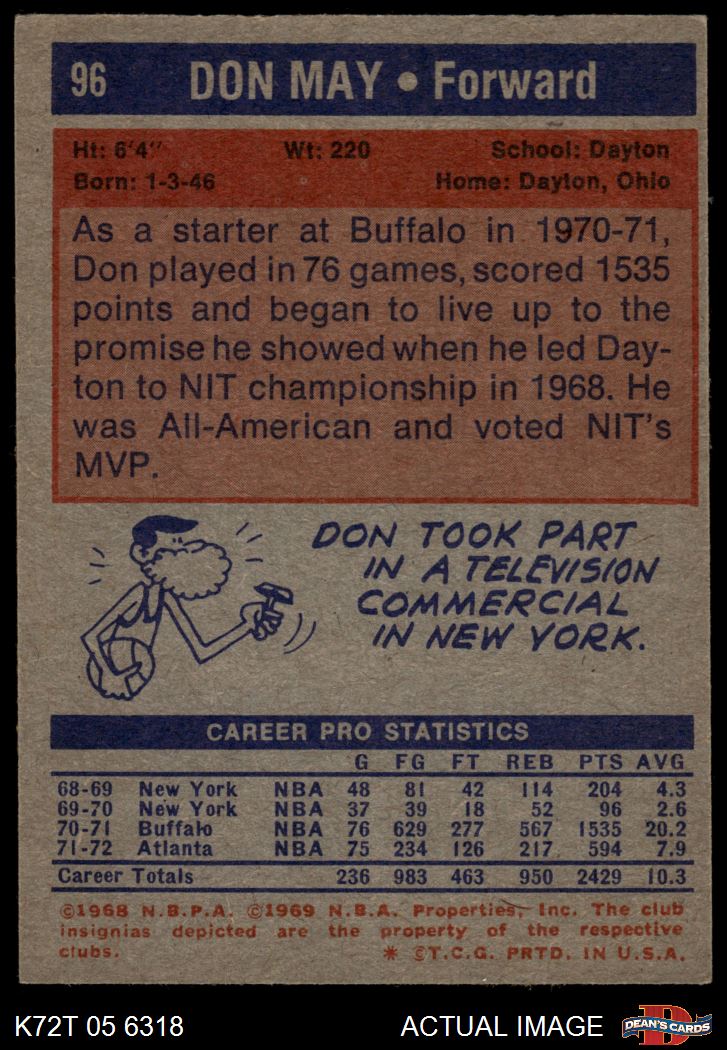 96 DON MAY • Forward
Ht: 6'4" Wt: 220 School: Dayton
Born: 1-3-46 Home: Dayton, Ohio
As a starter at Buffalo in 1970-71,
Don played in 76 games, scored 1535
points and began to live up to the
promise he showed when he led Day-
ton to NIT championship in 1968. He
was All-American and voted NIT's
MVP.
DON TOOK PART
IN A TELEVISION
COMMERCIAL
IN NEW YORK.
CAREER PRO STATISTICS
G FG FT REB PTS AVG
68-69 New York NBA 48 81 42 114 204 4.3
69-70 New York NBA 37 39 18 52 96 2.6
70-71 Buffalo NBA 76 629 277 567 1535 20.2
71-72 Atlanta NBA 75 234 126 217 594 7.9
Career Totals 236 983 463 950 2429 10.3
©1968 N.B.P.A. ©1969 N.B.A. Properties, Inc. The club
insignias depicted are the property of the respective
clubs. * ©T.C.G. PRTD. IN U.S.A.
K72T 05 6318 ACTUAL IMAGE D DEAN'S CARDS